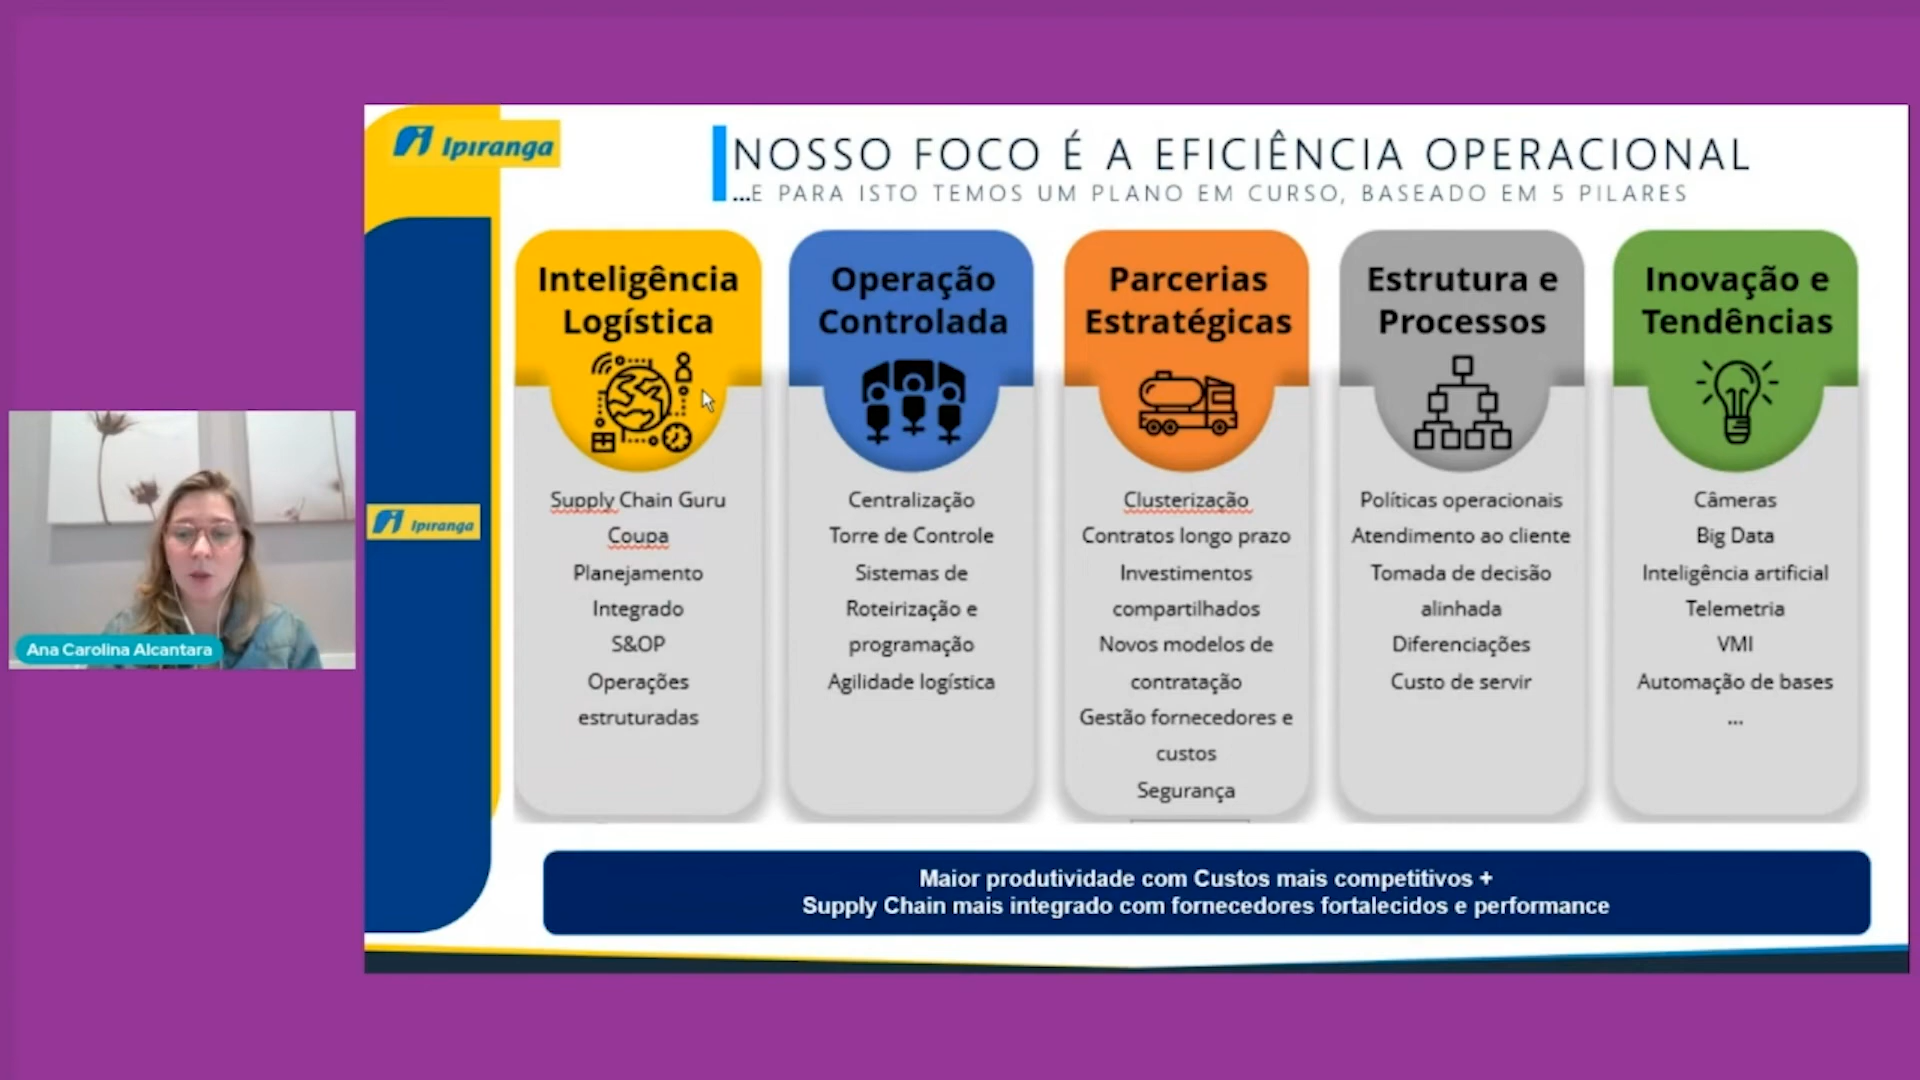 Ipiranga
NOSSO FOCO É A EFICIÊNCIA OPERACIONAL
...E PARA ISTO TEMOS UM PLANO EM CURSO, BASEADO EM 5 PILARES
Inteligência
Logística
Supply Chain Guru
Coupa
Planejamento
Integrado
S&OP
Operações
estruturadas
Operação
Controlada
Centralização
Torre de Controle
Sistemas de
Roteirização e
programação
Agilidade logística
Parcerias
Estratégicas
Clusterização
Contratos longo prazo
Investimentos
compartilhados
Novos modelos de
contratação
Gestão fornecedores e
custos
Segurança
Estrutura e
Processos
Políticas operacionais
Atendimento ao cliente
Tomada de decisão
alinhada
Diferenciações
Custo de servir
Inovação e
Tendências
Câmeras
Big Data
Inteligência artificial
Telemetria
VMI
Automação de bases
...
Ipiranga
Ana Carolina Alcantara
Maior produtividade com Custos mais competitivos +
Supply Chain mais integrado com fornecedores fortalecidos e performance